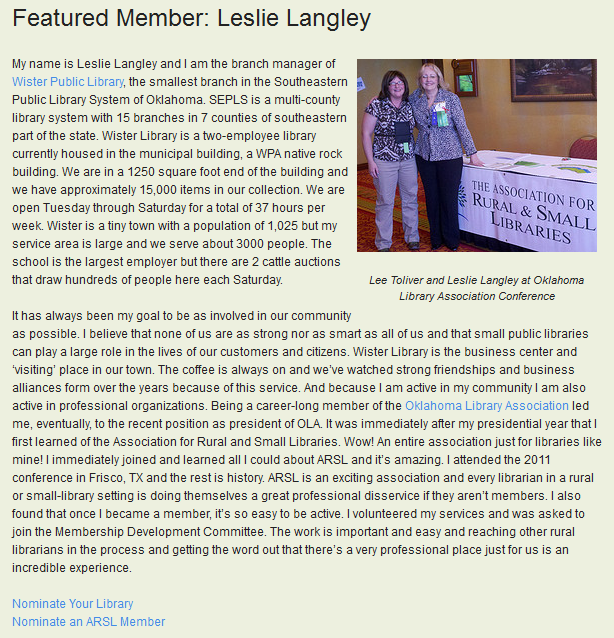 Featured Member: Leslie Langley
My name is Leslie Langley and I am the branch manager of
Wister Public Library, the smallest branch in the Southeastern
Public Library System of Oklahoma. SEPLS is a multi-county
library system with 15 branches in 7 counties of southeastern
part of the state. Wister Library is a two-employee library
currently housed in the municipal building, a WPA native rock
building. We are in a 1250 square foot end of the building and
we have approximately 15,000 items in our collection. We are
open Tuesday through Saturday for a total of 37 hours per
week. Wister is a tiny town with a population of 1,025 but my
service area is large and we serve about 3000 people. The
school is the largest employer but there are 2 cattle auctions
that draw hundreds of people here each Saturday.
THE ASSOCIATION FOR
RURAL & SMALL
LIBRARIES
Lee Toliver and Leslie Langley at Oklahoma
Library Association Conference
It has always been my goal to be as involved in our community
as possible. I believe that none of us are as strong nor as smart as all of us and that small public libraries
can play a large role in the lives of our customers and citizens. Wister Library is the business center and
‘visiting’ place in our town. The coffee is always on and we’ve watched strong friendships and business
alliances form over the years because of this service. And because I am active in my community I am also
active in professional organizations. Being a career-long member of the Oklahoma Library Association led
me, eventually, to the recent position as president of OLA. It was immediately after my presidential year that I
first learned of the Association for Rural and Small Libraries. Wow! An entire association just for libraries like
mine! I immediately joined and learned all I could about ARSL and it’s amazing. I attended the 2011
conference in Frisco, TX and the rest is history. ARSL is an exciting association and every librarian in a rural
or small-library setting is doing themselves a great professional disservice if they aren’t members. I also
found that once I became a member, it’s so easy to be active. I volunteered my services and was asked to
join the Membership Development Committee. The work is important and easy and reaching other rural
librarians in the process and getting the word out that there’s a very professional place just for us is an
incredible experience.
Nominate Your Library
Nominate an ARSL Member